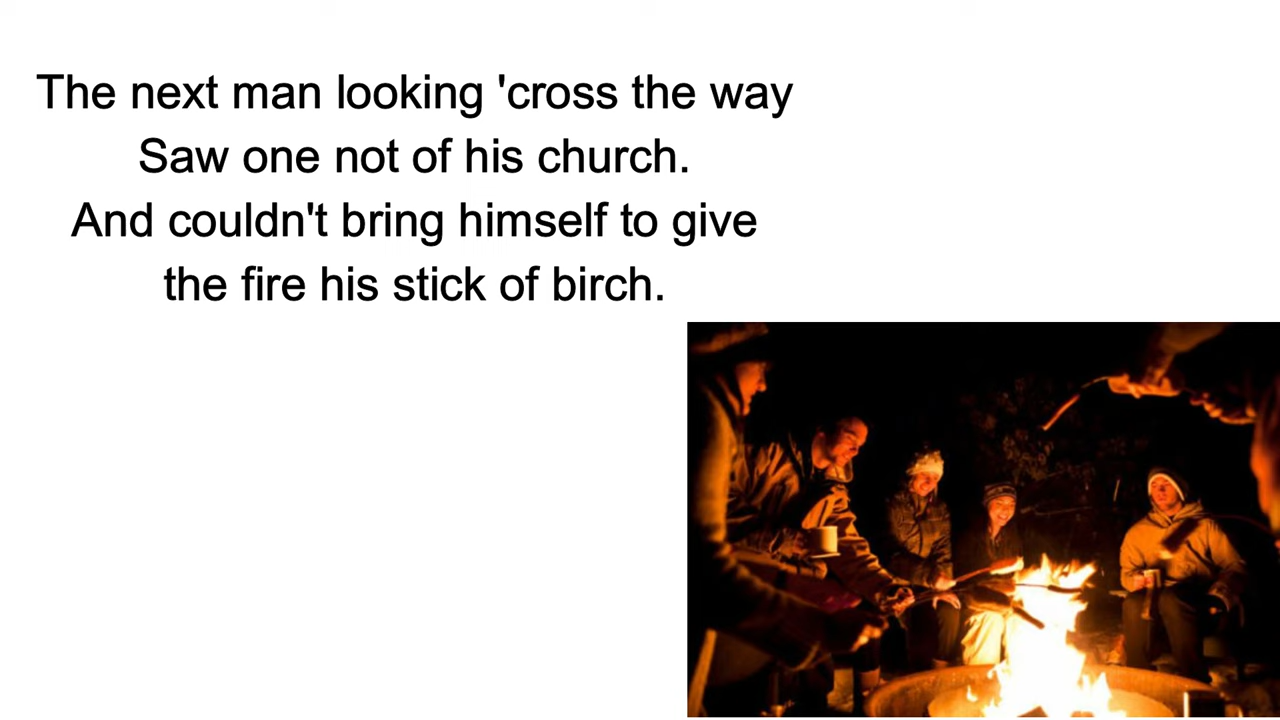 The next man looking 'cross the way
Saw one not of his church.
And couldn't bring himself to give
the fire his stick of birch.